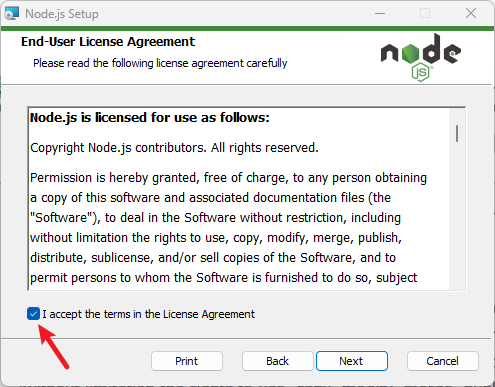 Node.js Setup
End-User License Agreement
Please read the following license agreement carefully
node
JS
Node.js is licensed for use as follows:
Copyright Node.js contributors. All rights reserved.
Permission is hereby granted, free of charge, to any person obtaining
a copy of this software and associated documentation files (the
"Software"), to deal in the Software without restriction, including
without limitation the rights to use, copy, modify, merge, publish,
distribute, sublicense, and/or sell copies of the Software, and to
permit persons to whom the Software is furnished to do so, subject
I accept the terms in the License Agreement
Print
Back
Next
Cancel